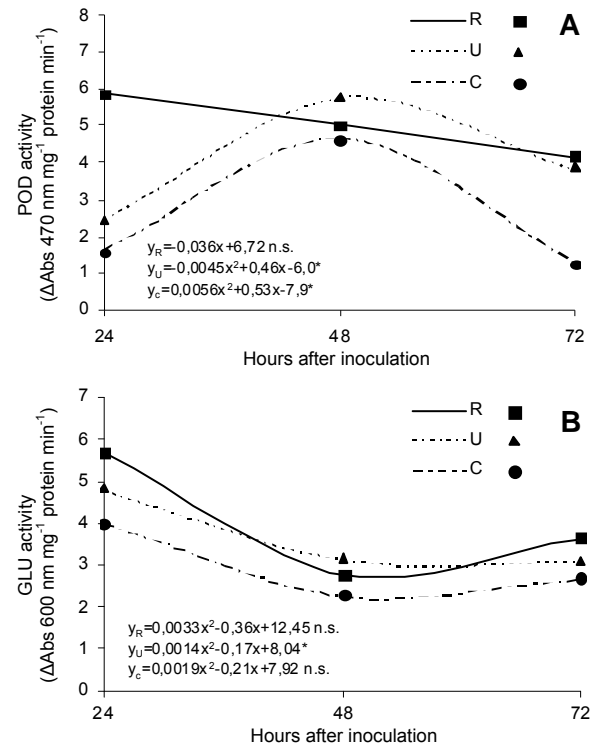 A
R
U
C
8
7
6
5
4
3
2
1
0
POD activity
(ΔAbs 470 nm mg⁻¹ protein min⁻¹)
y_R=-0,036x+6,72 n.s.
y_U=-0,0045x²+0,46x-6,0*
y_c=0,0056x²+0,53x-7,9*
24 48 72
Hours after inoculation
B
R
U
C
7
6
5
4
3
2
1
0
GLU activity
(ΔAbs 600 nm mg⁻¹ protein min⁻¹)
y_R=0,0033x²-0,36x+12,45 n.s.
y_U=0,0014x²-0,17x+8,04*
y_c=0,0019x²-0,21x+7,92 n.s.
24 48 72
Hours after inoculation